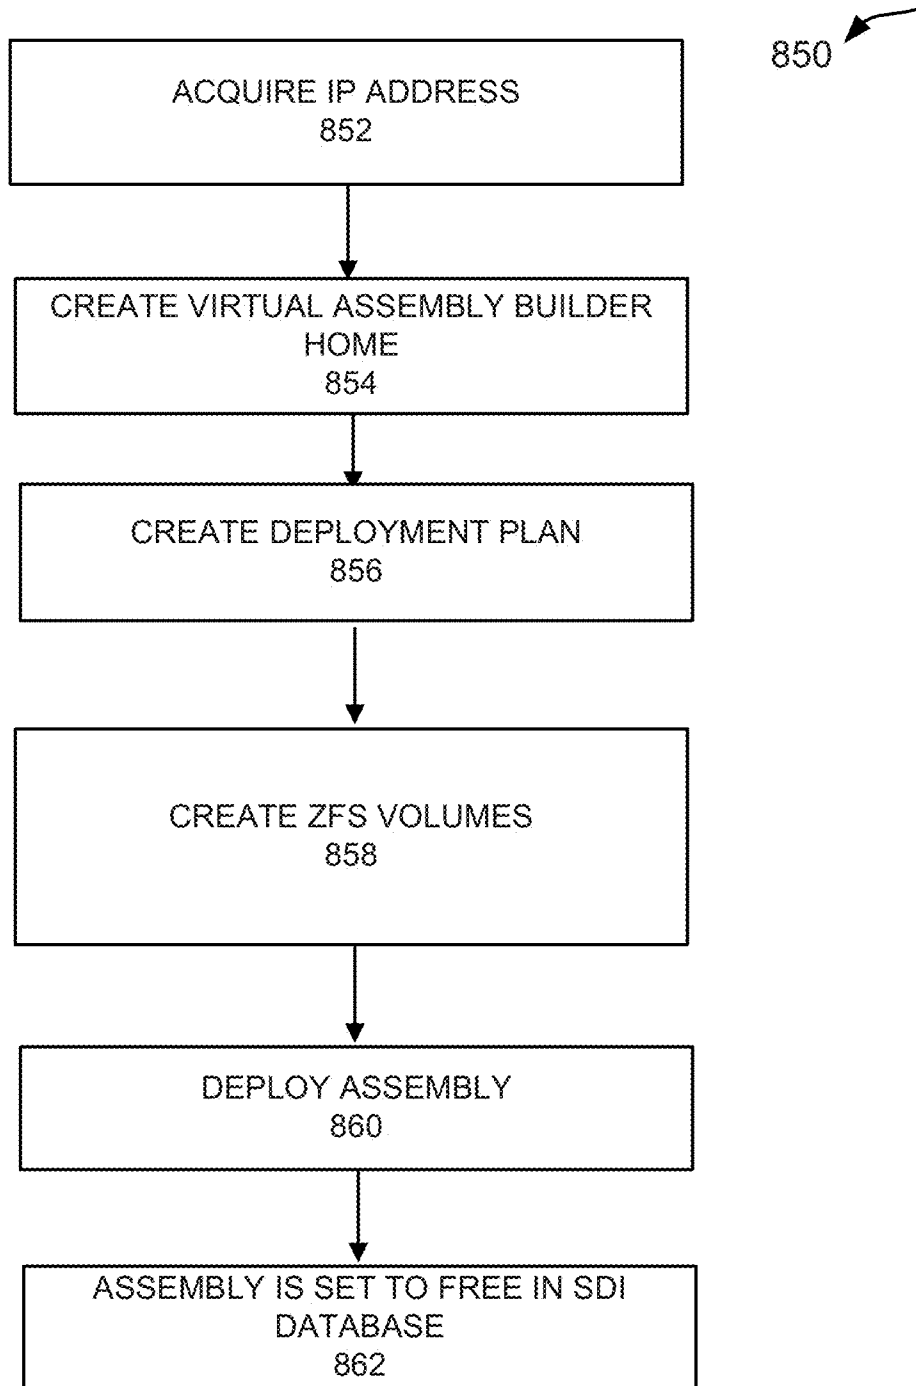 850
ACQUIRE IP ADDRESS
852
CREATE VIRTUAL ASSEMBLY BUILDER
HOME
854
CREATE DEPLOYMENT PLAN
856
CREATE ZFS VOLUMES
858
DEPLOY ASSEMBLY
860
ASSEMBLY IS SET TO FREE IN SDI
DATABASE
862